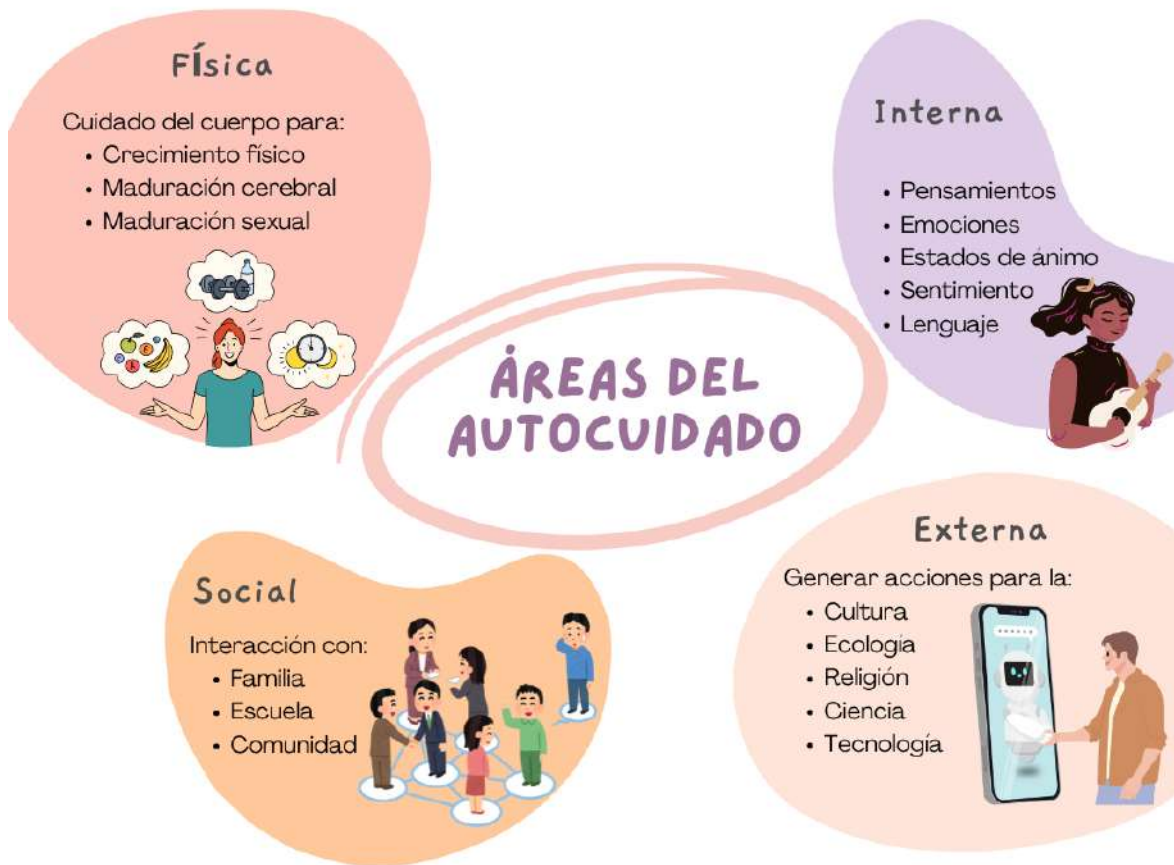 Física
Cuidado del cuerpo para:
• Crecimiento físico
• Maduración cerebral
• Maduración sexual
Interna
• Pensamientos
• Emociones
• Estados de ánimo
• Sentimiento
• Lenguaje
ÁREAS DEL
AUTOCUIDADO
Social
Interacción con:
• Familia
• Escuela
• Comunidad
Externa
Generar acciones para la:
• Cultura
• Ecología
• Religión
• Ciencia
• Tecnología